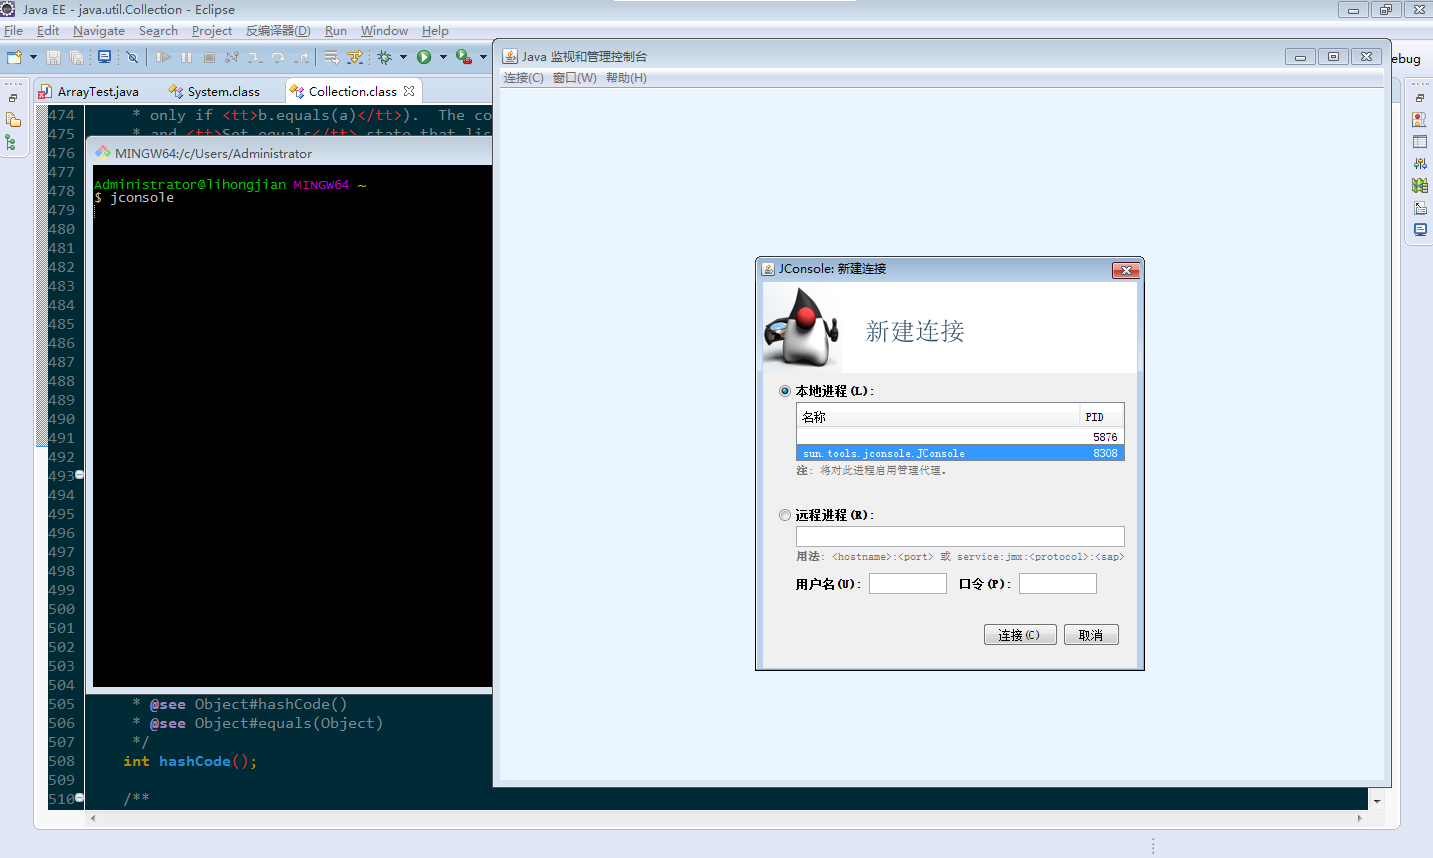 Java EE - java.util.Collection - Eclipse
File Edit Navigate Search Project 反编译器(D) Run Window Help
ebug
ArrayTest.java System.class Collection.class
474 * only if <tt>b.equals(a)</tt>). The co
475 * and <tt>Set.equals</tt> state that lis
476
477
478
479
480
481
482
483
484
485
486
487
488
489
490
491
492
493
494
495
496
497
498
499
500
501
502
503
504
505 * @see Object#hashCode()
506 * @see Object#equals(Object)
507 */
508 int hashCode();
509
510 /**
MINGW64:/c/Users/Administrator
Administrator@lihongjian MINGW64 ~
$ jconsole
Java 监视和管理控制台
连接(C) 窗口(W) 帮助(H)
JConsole: 新建连接
新建连接
本地进程(L):
名称 PID
5876
sun.tools.jconsole.JConsole 8308
注: 将对此进程启用管理代理。
远程进程(R):
用法: <hostname>:<port> 或 service:jmx:<protocol>:<sap>
用户名(U): 口令(P):
连接(C) 取消